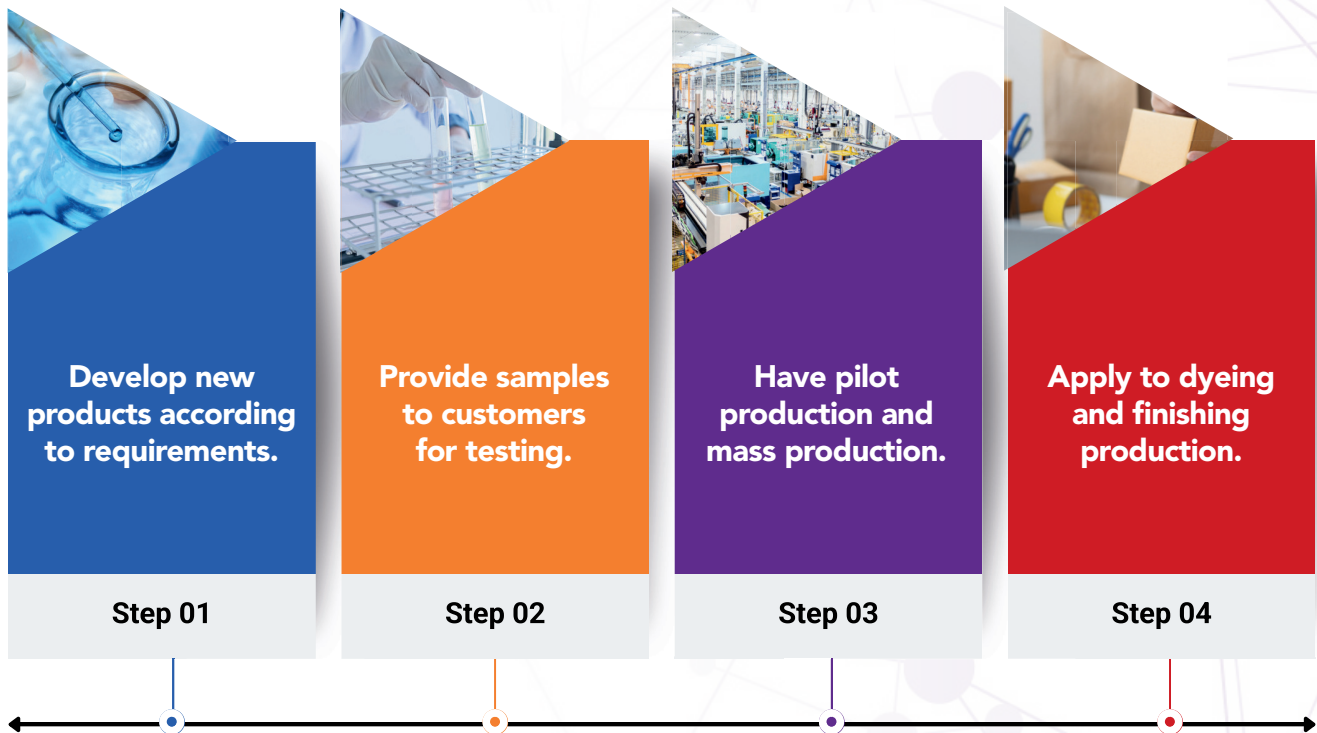 Develop new
products according
to requirements.
Step 01
Provide samples
to customers
for testing.
Step 02
Have pilot
production and
mass production.
Step 03
Apply to dyeing
and finishing
production.
Step 04